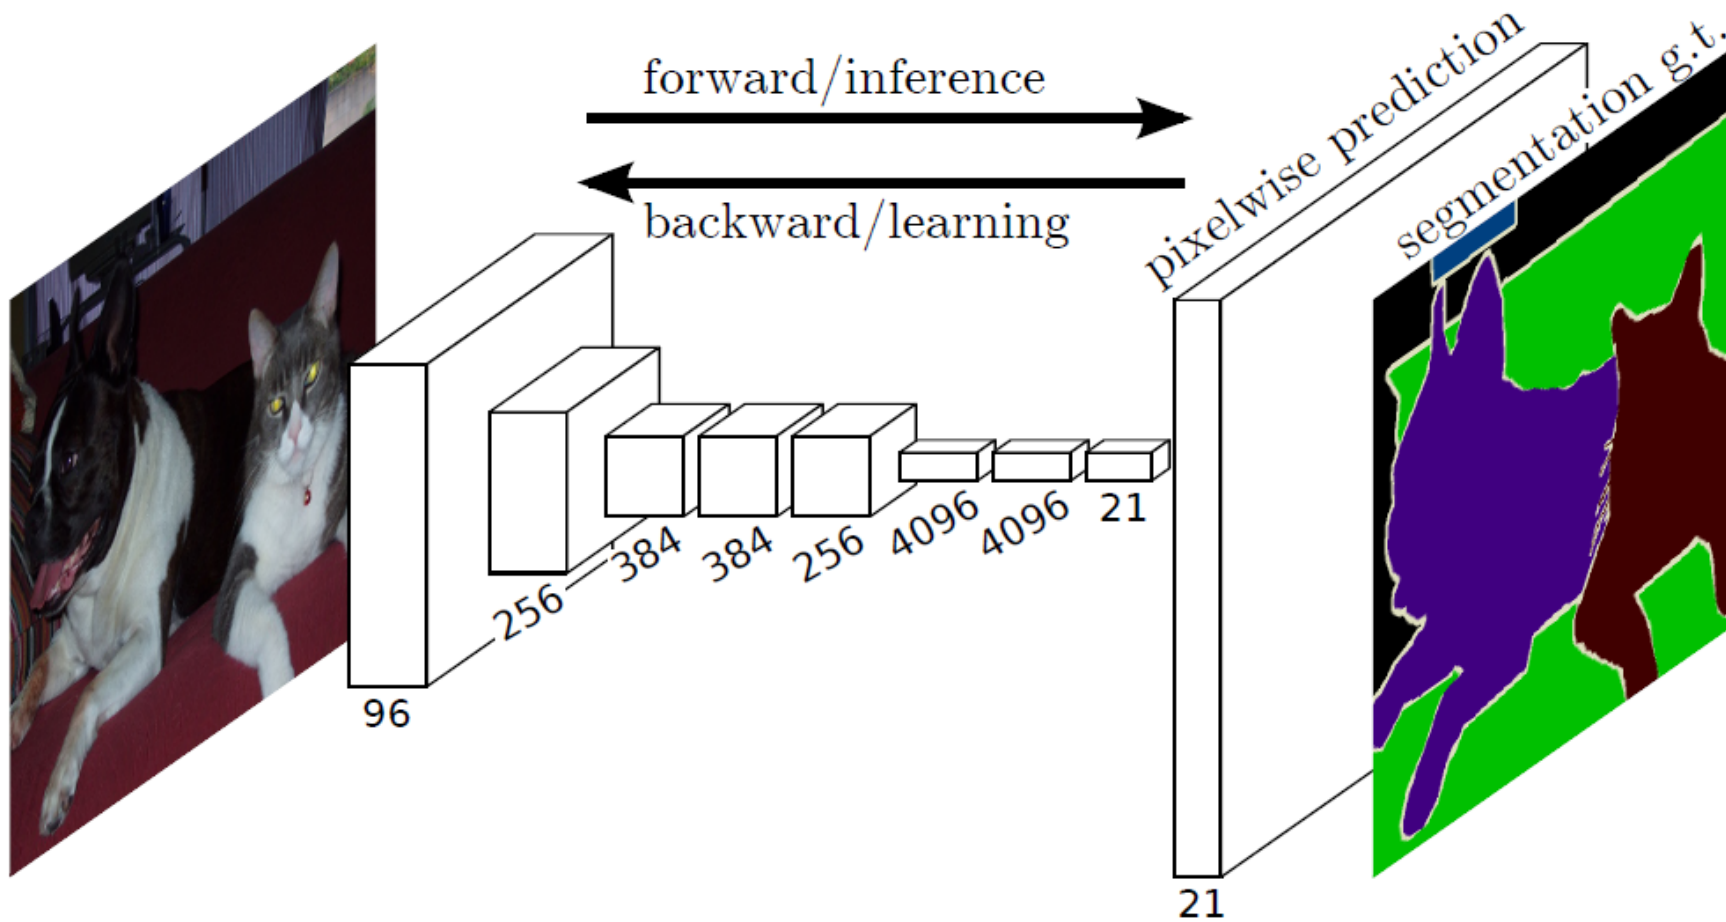 forward/inference
backward/learning
pixelwise prediction
segmentation g.t.
96
256
384
384
256
4096
4096
21
21